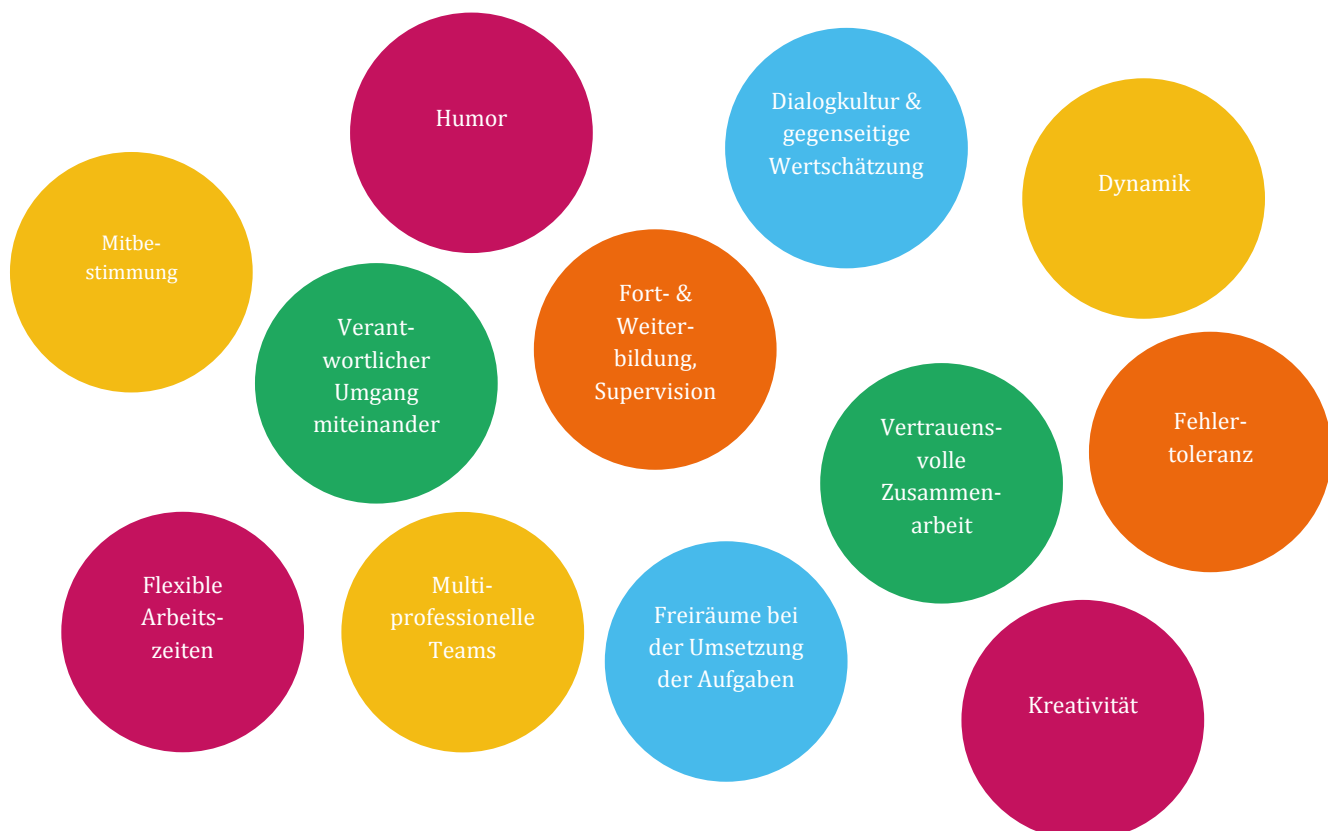 Humor
Dialogkultur &
gegenseitige
Wertschätzung
Dynamik
Mitbe-
stimmung
Verant-
wortlicher
Umgang
miteinander
Fort- &
Weiter-
bildung,
Supervision
Vertrauens-
volle
Zusammen-
arbeit
Fehler-
toleranz
Flexible
Arbeits-
zeiten
Multi-
professionelle
Teams
Freiräume bei
der Umsetzung
der Aufgaben
Kreativität